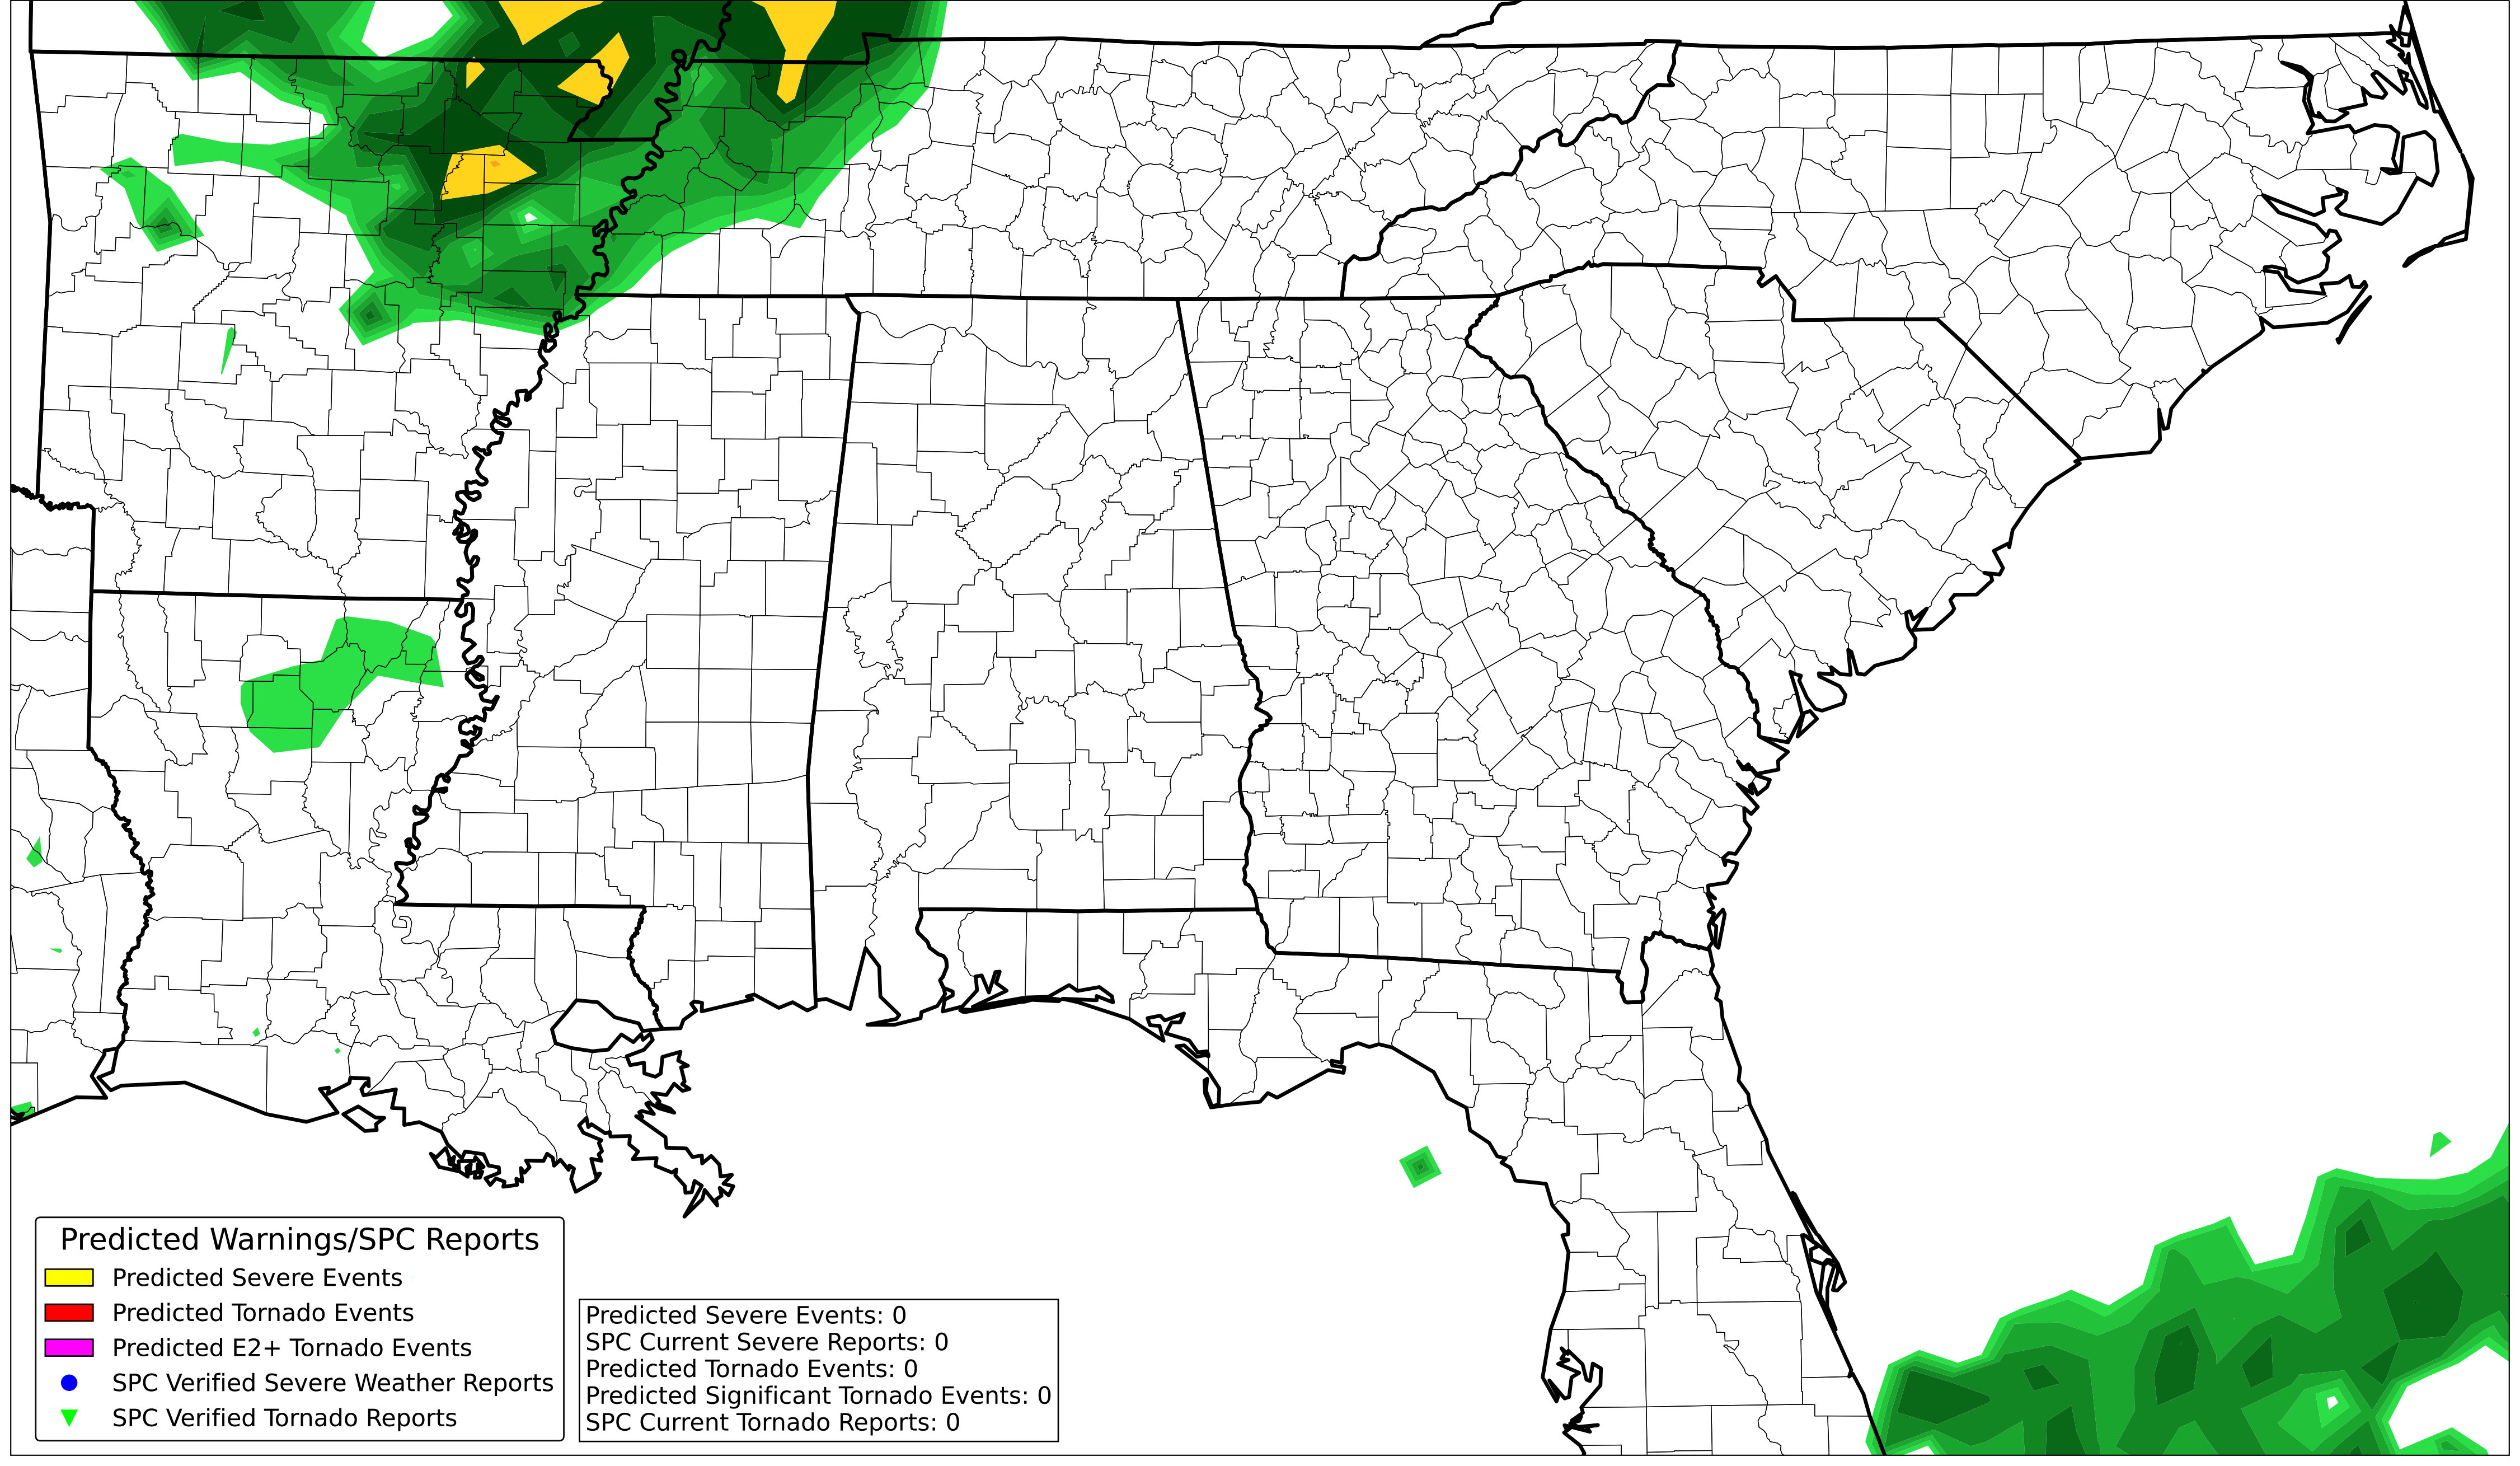 Predicted Warnings/SPC Reports
Predicted Severe Events
Predicted Tornado Events
Predicted E2+ Tornado Events
SPC Verified Severe Weather Reports
SPC Verified Tornado Reports
Predicted Severe Events: 0
SPC Current Severe Reports: 0
Predicted Tornado Events: 0
Predicted Significant Tornado Events: 0
SPC Current Tornado Reports: 0